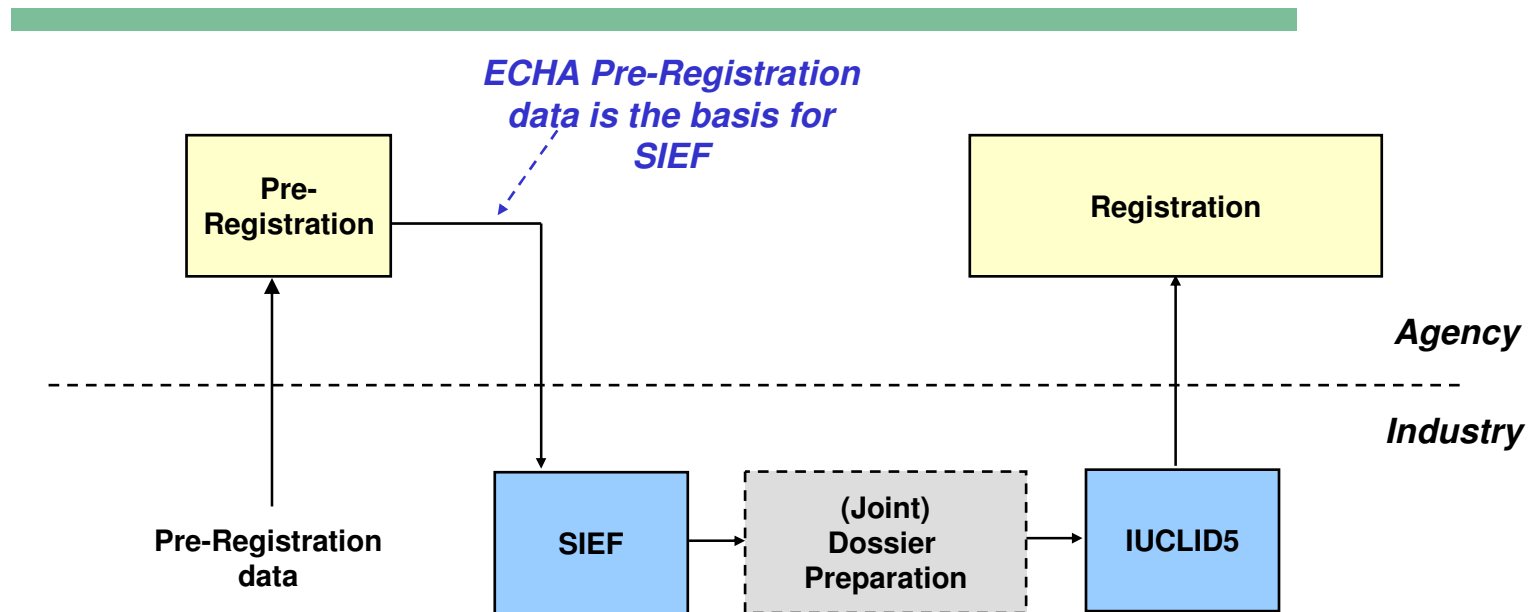 ECHA Pre-Registration
data is the basis for
SIEF
Pre-
Registration
Registration
Agency
Industry
Pre-Registration
data
SIEF
(Joint)
Dossier
Preparation
IUCLID5